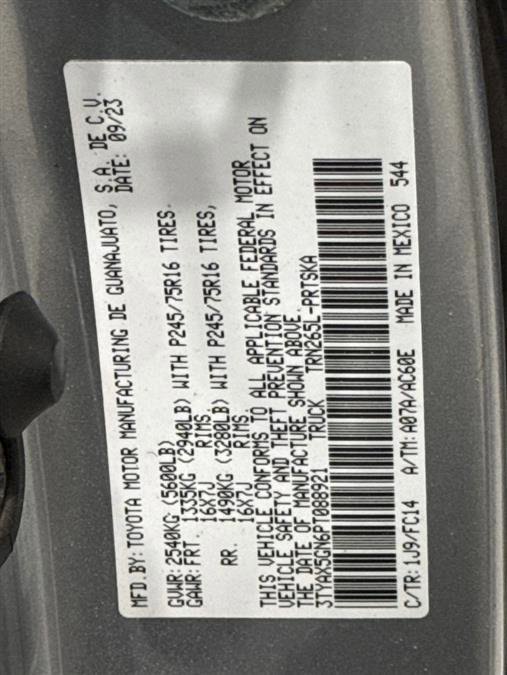 MFD.BY: TOYOTA MOTOR MANUFACTURING DE GUANAJUATO, S.A. DE C.V.
DATE: 09/23
GVWR: 2540KG (5600LB)
GAWR: FRT. 1335KG (2940LB) WITH P245/75R16 TIRES,
16X7J RIMS.
RR. 1490KG (3280LB) WITH P245/75R16 TIRES,
16X7J RIMS.
THIS VEHICLE CONFORMS TO ALL APPLICABLE FEDERAL MOTOR
VEHICLE SAFETY AND THEFT PREVENTION STANDARDS IN EFFECT ON
THE DATE OF MANUFACTURE SHOWN ABOVE.
3TYAX5GN6PT088921 TRUCK TRN265L-PRTSKA
C/TR: 1J9/FC14 A/TM: A07A/AC60E MADE IN MEXICO 544